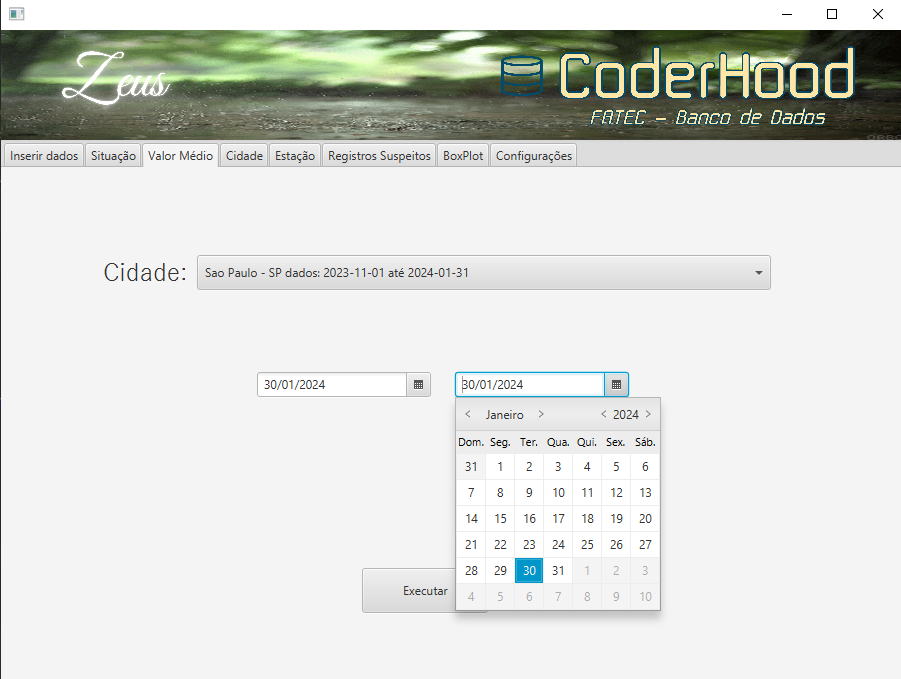 Zeus
CoderHood
FATEC - Banco de Dados
Inserir dados Situação Valor Médio Cidade Estação Registros Suspeitos BoxPlot Configurações
Cidade: Sao Paulo - SP dados: 2023-11-01 até 2024-01-31
30/01/2024 30/01/2024
< Janeiro > < 2024 >
Dom. Seg. Ter. Qua. Qui. Sex. Sáb.
31 1 2 3 4 5 6
7 8 9 10 11 12 13
14 15 16 17 18 19 20
21 22 23 24 25 26 27
28 29 30 31 1 2 3
Executar
4 5 6 7 8 9 10